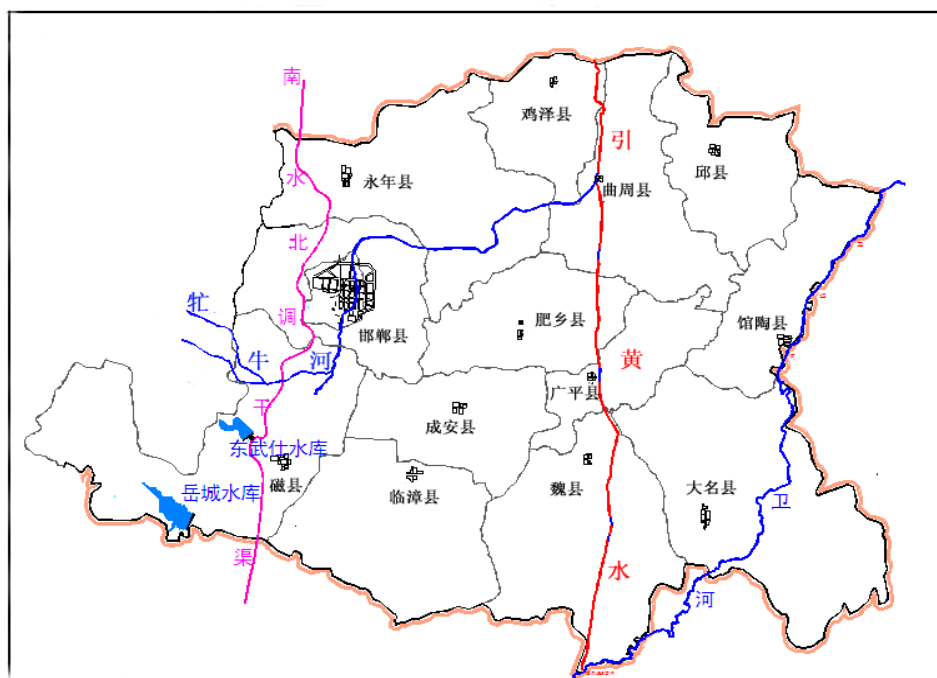 南水北调干渠
引黄水
鸡泽县
邱县
永年县
曲周县
牤牛河
肥乡县
馆陶县
邯郸县
广平县
成安县
东武仕水库
磁县
临漳县
魏县
大名县
岳城水库
卫河